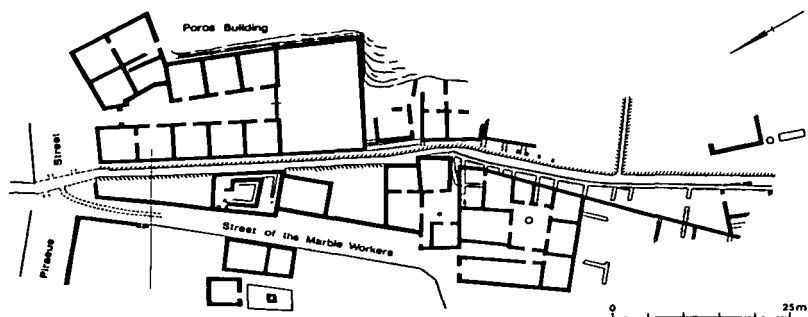 Poros Building
Street
Piraeus
Street of the Marble Workers
0 25m